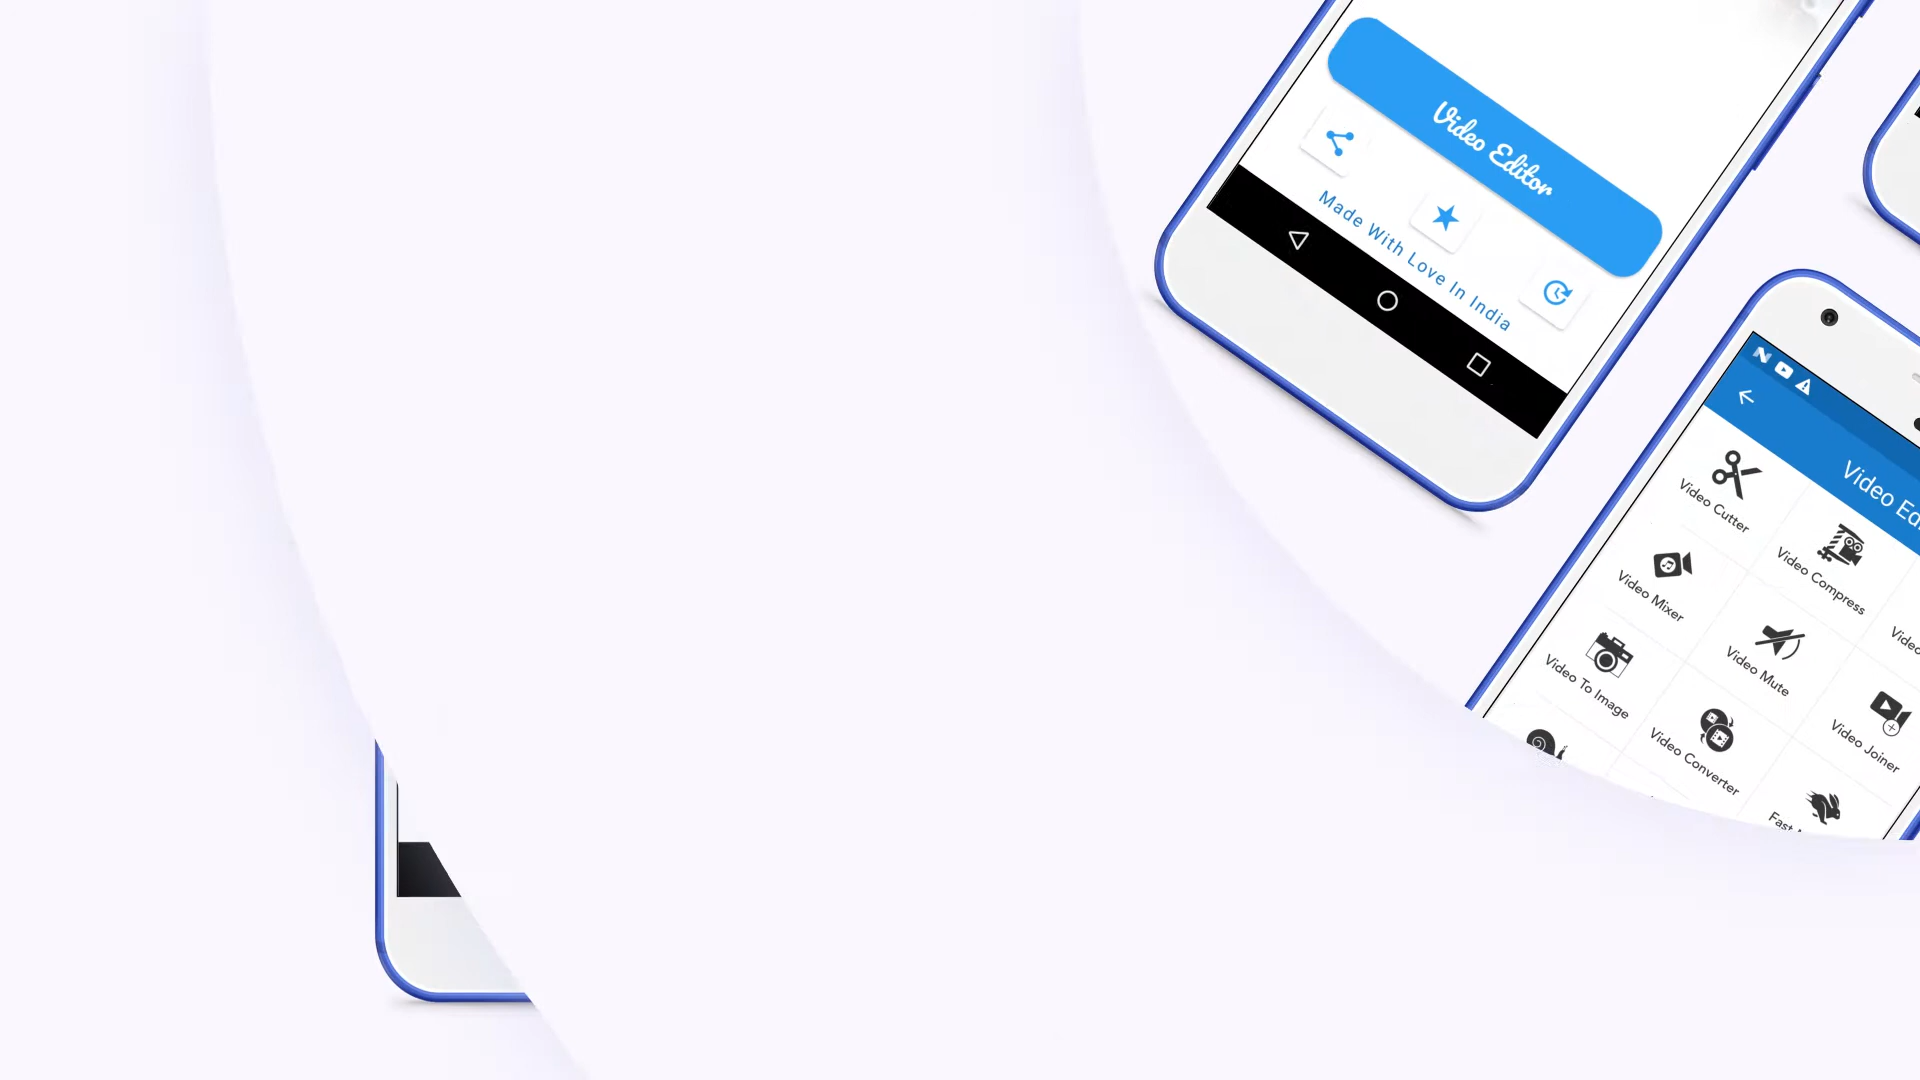 Video Editor
Made With Love In India
Video
Video Cutter
Video Compress
Video Mixer
Video Mute
Video To Image
Video Joiner
Video Converter
Fast